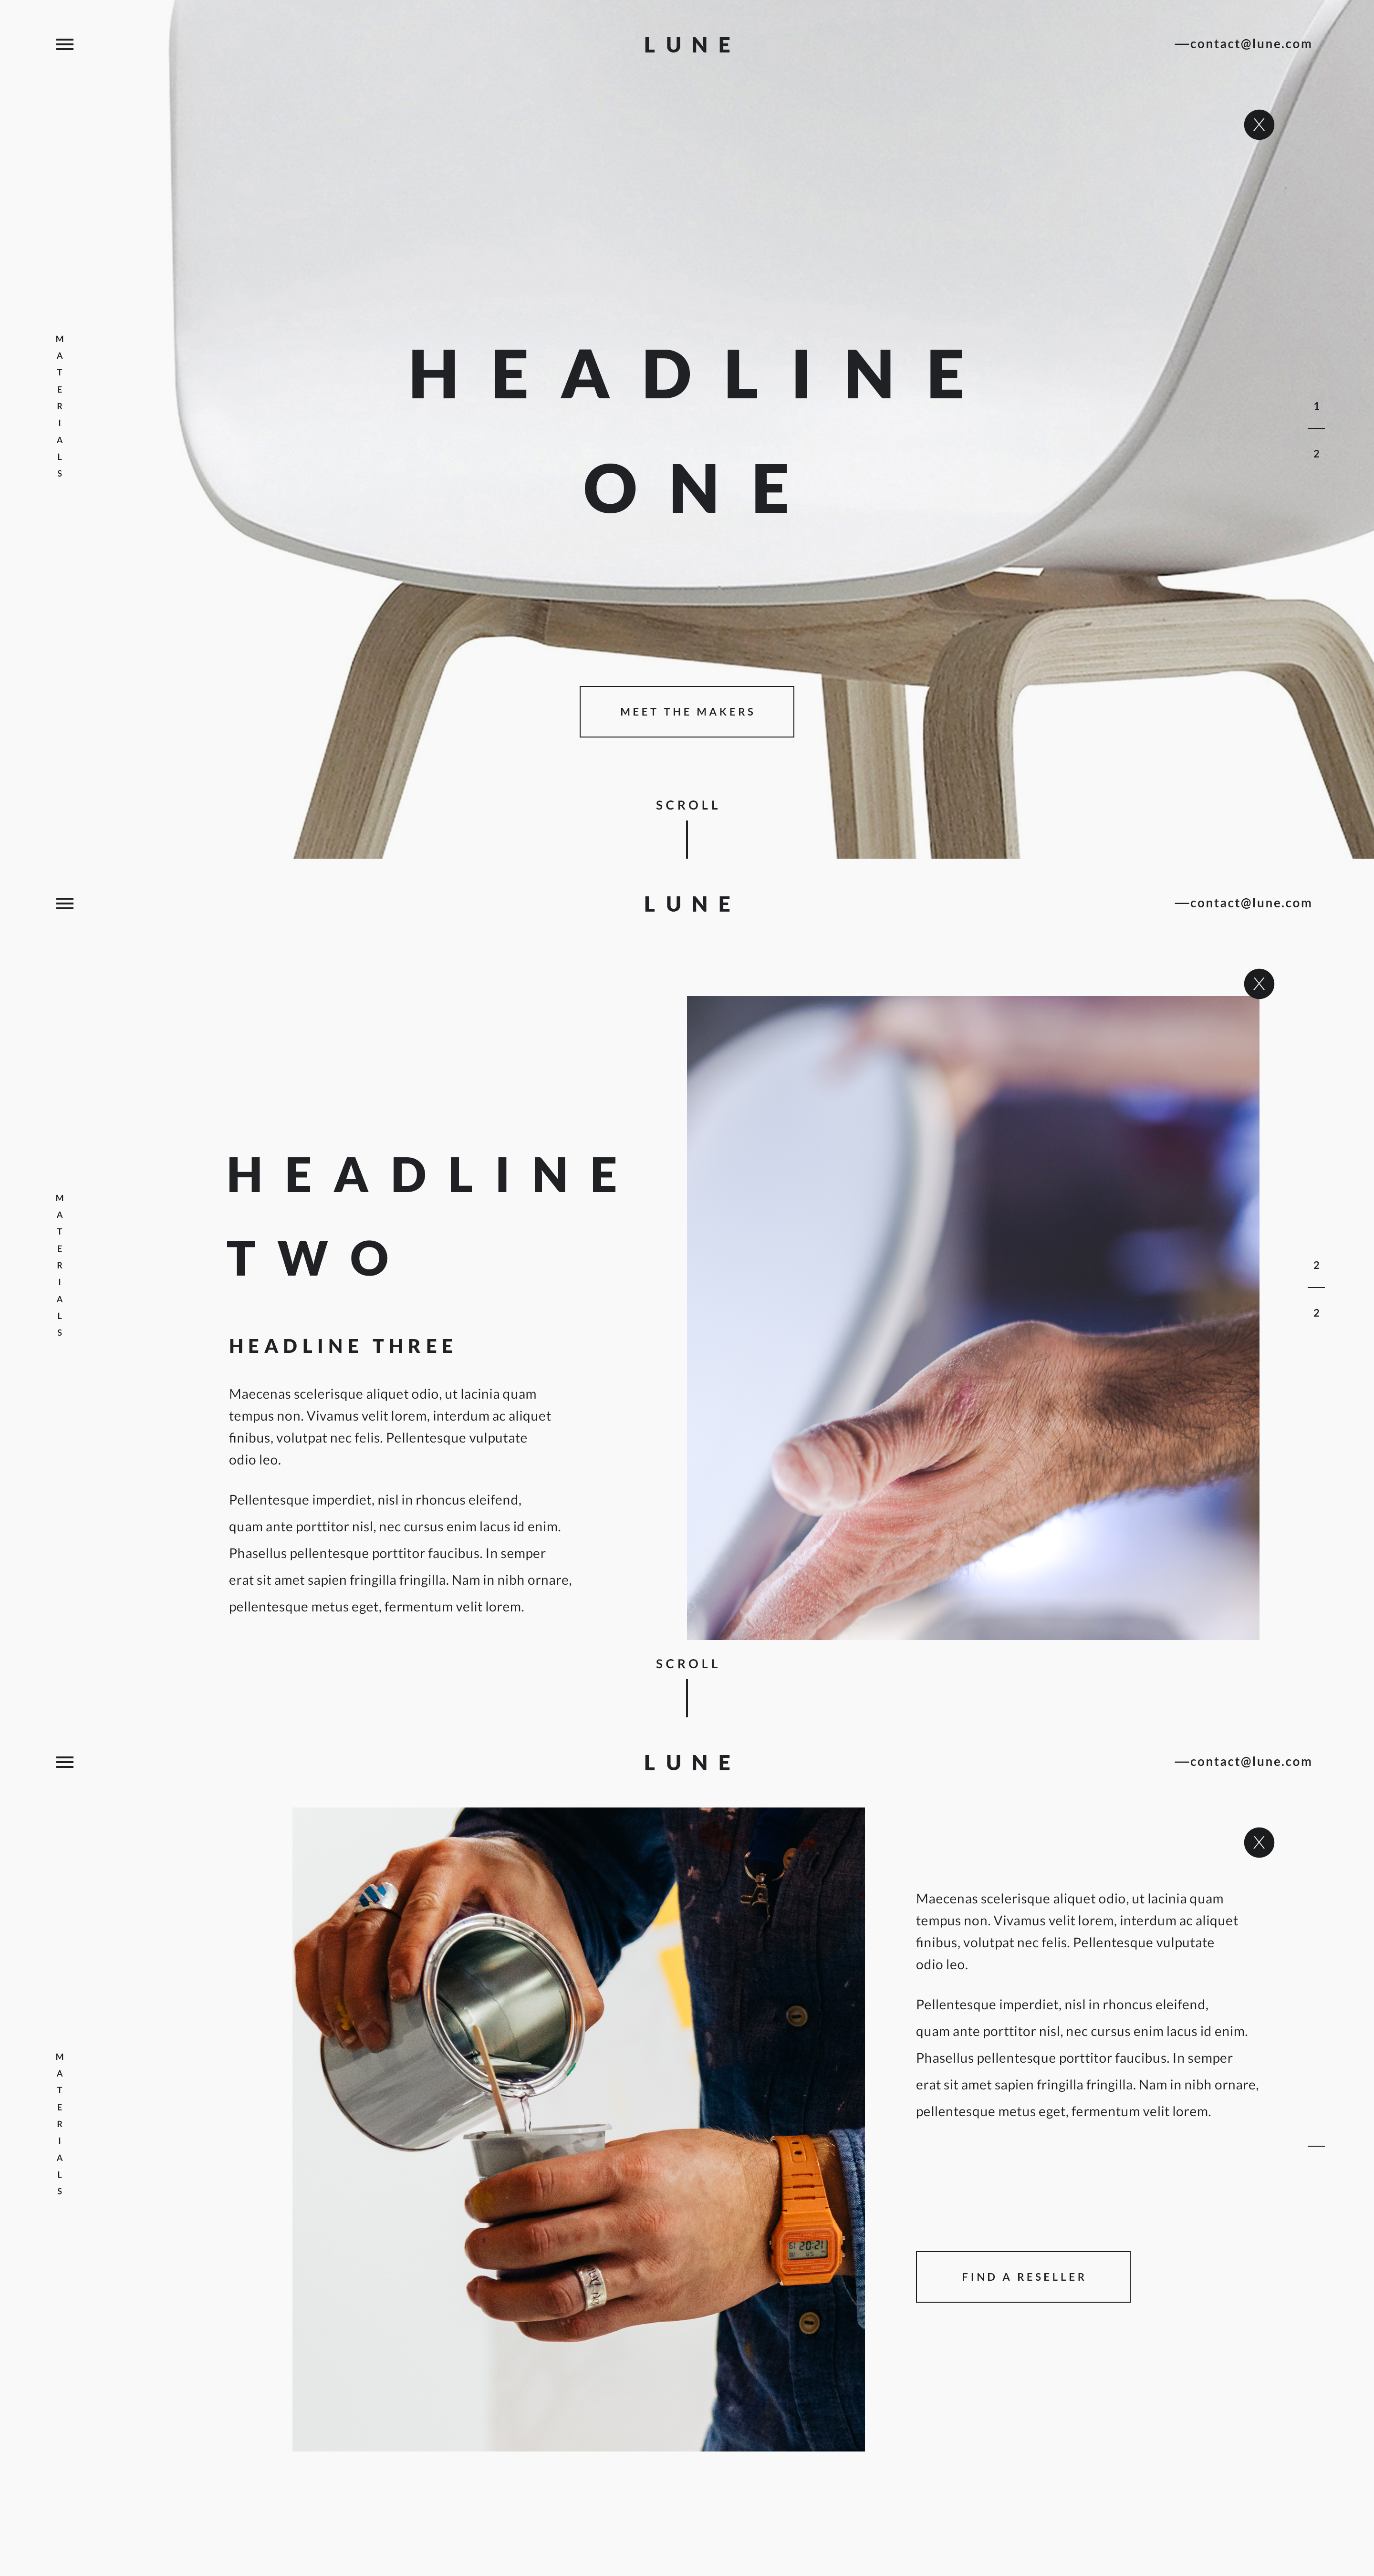 LUNE
—contact@lune.com
X
MATERIALS
HEADLINE
ONE
1
2
MEET THE MAKERS
SCROLL
LUNE
—contact@lune.com
X
MATERIALS
HEADLINE
TWO
2
2
HEADLINE THREE
Maecenas scelerisque aliquet odio, ut lacinia quam
tempus non. Vivamus velit lorem, interdum ac aliquet
finibus, volutpat nec felis. Pellentesque vulputate
odio leo.
Pellentesque imperdiet, nisl in rhoncus eleifend,
quam ante porttitor nisl, nec cursus enim lacus id enim.
Phasellus pellentesque porttitor faucibus. In semper
erat sit amet sapien fringilla fringilla. Nam in nibh ornare,
pellentesque metus eget, fermentum velit lorem.
SCROLL
LUNE
—contact@lune.com
X
Maecenas scelerisque aliquet odio, ut lacinia quam
tempus non. Vivamus velit lorem, interdum ac aliquet
finibus, volutpat nec felis. Pellentesque vulputate
odio leo.
Pellentesque imperdiet, nisl in rhoncus eleifend,
quam ante porttitor nisl, nec cursus enim lacus id enim.
Phasellus pellentesque porttitor faucibus. In semper
erat sit amet sapien fringilla fringilla. Nam in nibh ornare,
pellentesque metus eget, fermentum velit lorem.
MATERIALS
20:21
FIND A RESELLER